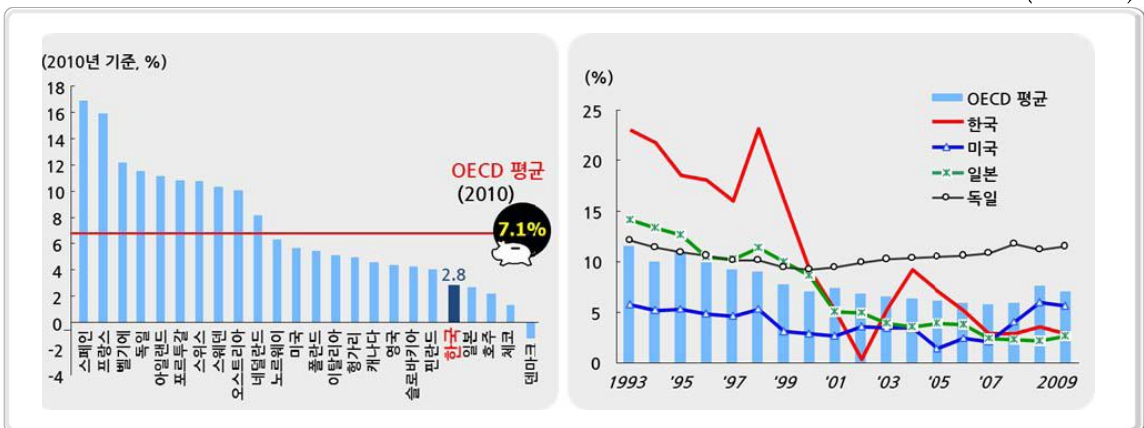 (2010년 기준, %)
18
16
14
12
10
8
6
4
2
0
-2
-4
OECD 평균
(2010)
7.1%
2.8
스페인
프랑스
벨기에
독일
아일랜드
포르투갈
스위스
스웨덴
오스트리아
네덜란드
노르웨이
미국
폴란드
이탈리아
헝가리
캐나다
영국
슬로바키아
핀란드
한국
일본
호주
체코
덴마크
(%)
25
20
15
10
5
0
OECD 평균
한국
미국
일본
독일
1993 '95 '97 '99 '01 '03 '05 '07 2009